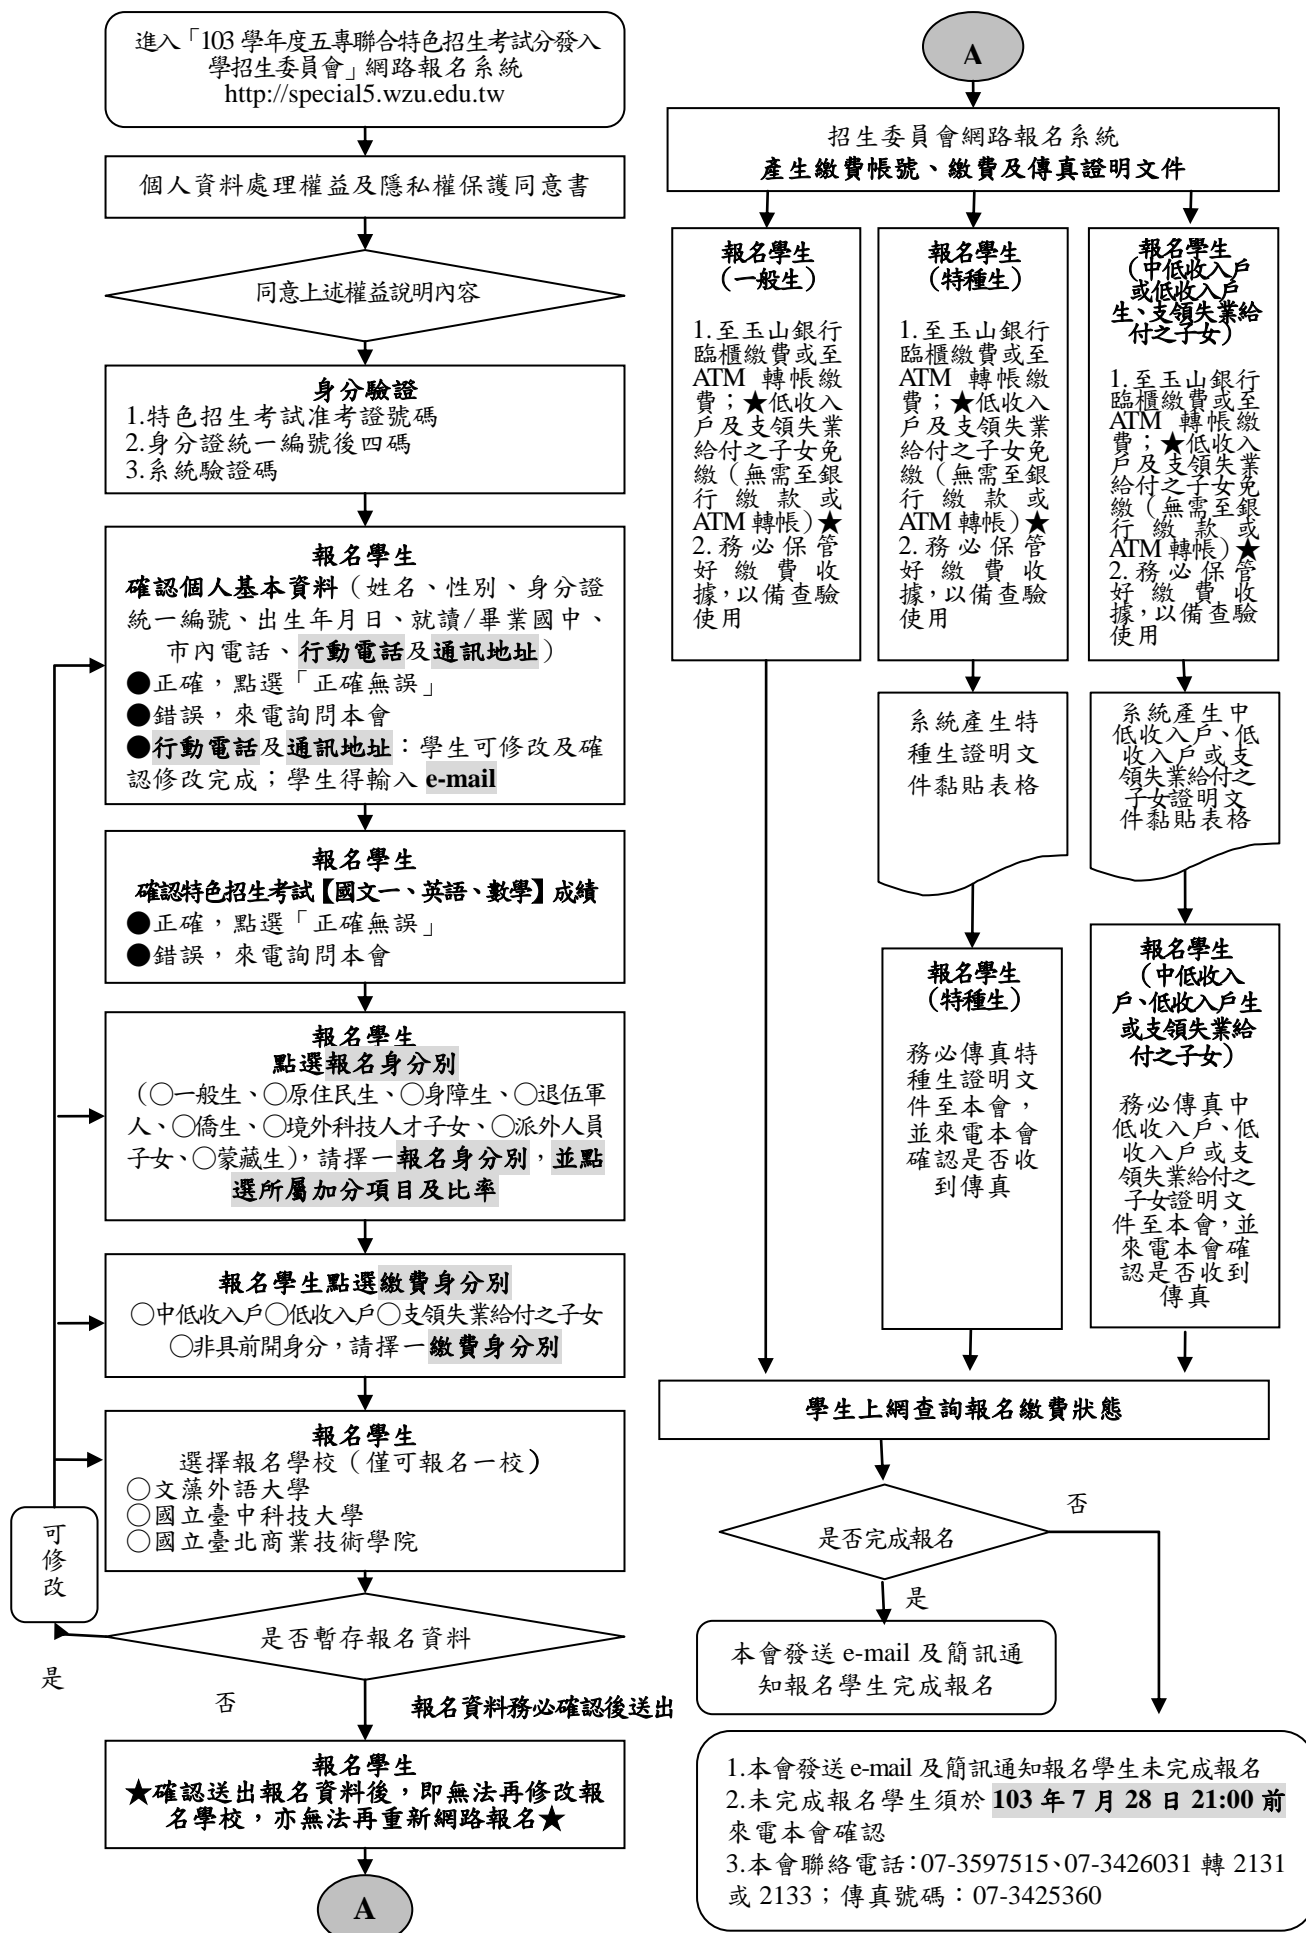 進入「103 學年度五專聯合特色招生考試分發入
學招生委員會」網路報名系統
http://special5.wzu.edu.tw
個人資料處理權益及隱私權保護同意書
同意上述權益說明內容
身分驗證
1.特色招生考試准考證號碼
2.身分證統一編號後四碼
3.系統驗證碼
報名學生
確認個人基本資料（姓名、性別、身分證
統一編號、出生年月日、就讀/畢業國中、
市內電話、行動電話及通訊地址）
●正確，點選「正確無誤」
●錯誤，來電詢問本會
●行動電話及通訊地址：學生可修改及確
認修改完成；學生得輸入 e-mail
報名學生
確認特色招生考試【國文一、英語、數學】成績
●正確，點選「正確無誤」
●錯誤，來電詢問本會
報名學生
點選報名身分別
（○一般生、○原住民生、○身障生、○退伍軍
人、○僑生、○境外科技人才子女、○派外人員
子女、○蒙藏生），請擇一報名身分別，並點
選所屬加分項目及比率
報名學生點選繳費身分別
○中低收入戶○低收入戶○支領失業給付之子女
○非具前開身分，請擇一繳費身分別
報名學生
選擇報名學校（僅可報名一校）
○文藻外語大學
○國立臺中科技大學
○國立臺北商業技術學院
可
修
改
是否暫存報名資料
是
否
報名資料務必確認後送出
報名學生
★確認送出報名資料後，即無法再修改報
名學校，亦無法再重新網路報名★
A
A
招生委員會網路報名系統
產生繳費帳號、繳費及傳真證明文件
報名學生
（一般生）
1.至玉山銀行
臨櫃繳費或至
ATM 轉帳繳
費；★低收入
戶及支領失業
給付之子女免
繳（無需至銀
行繳款或
ATM 轉帳）★
2.務必保管
好繳費收
據，以備查驗
使用
報名學生
（特種生）
1.至玉山銀行
臨櫃繳費或至
ATM 轉帳繳
費；★低收入
戶及支領失業
給付之子女免
繳（無需至銀
行繳款或
ATM 轉帳）★
2.務必保管
好繳費收
據，以備查驗
使用
報名學生
（中低收入戶
或低收入戶
生、支領失業給
付之子女）
1.至玉山銀行
臨櫃繳費或至
ATM 轉帳繳
費；★低收入
戶及支領失業
給付之子女免
繳（無需至銀
行繳款或
ATM 轉帳）★
2.務必保管
好繳費收
據，以備查驗
使用
系統產生特
種生證明文
件黏貼表格
系統產生中
低收入戶、低
收入戶或支
領失業給付之
子女證明文
件黏貼表格
報名學生
（特種生）
務必傳真特
種生證明文
件至本會，
並來電本會
確認是否收
到傳真
報名學生
（中低收入
戶、低收入戶生
或支領失業給
付之子女）
務必傳真中
低收入戶、低
收入戶或支
領失業給付之
子女證明文
件至本會，並
來電本會確
認是否收到
傳真
學生上網查詢報名繳費狀態
是否完成報名
否
是
本會發送 e-mail 及簡訊通
知報名學生完成報名
1.本會發送 e-mail 及簡訊通知報名學生未完成報名
2.未完成報名學生須於 103 年 7 月 28 日 21:00 前
來電本會確認
3.本會聯絡電話：07-3597515、07-3426031 轉 2131
或 2133；傳真號碼：07-3425360